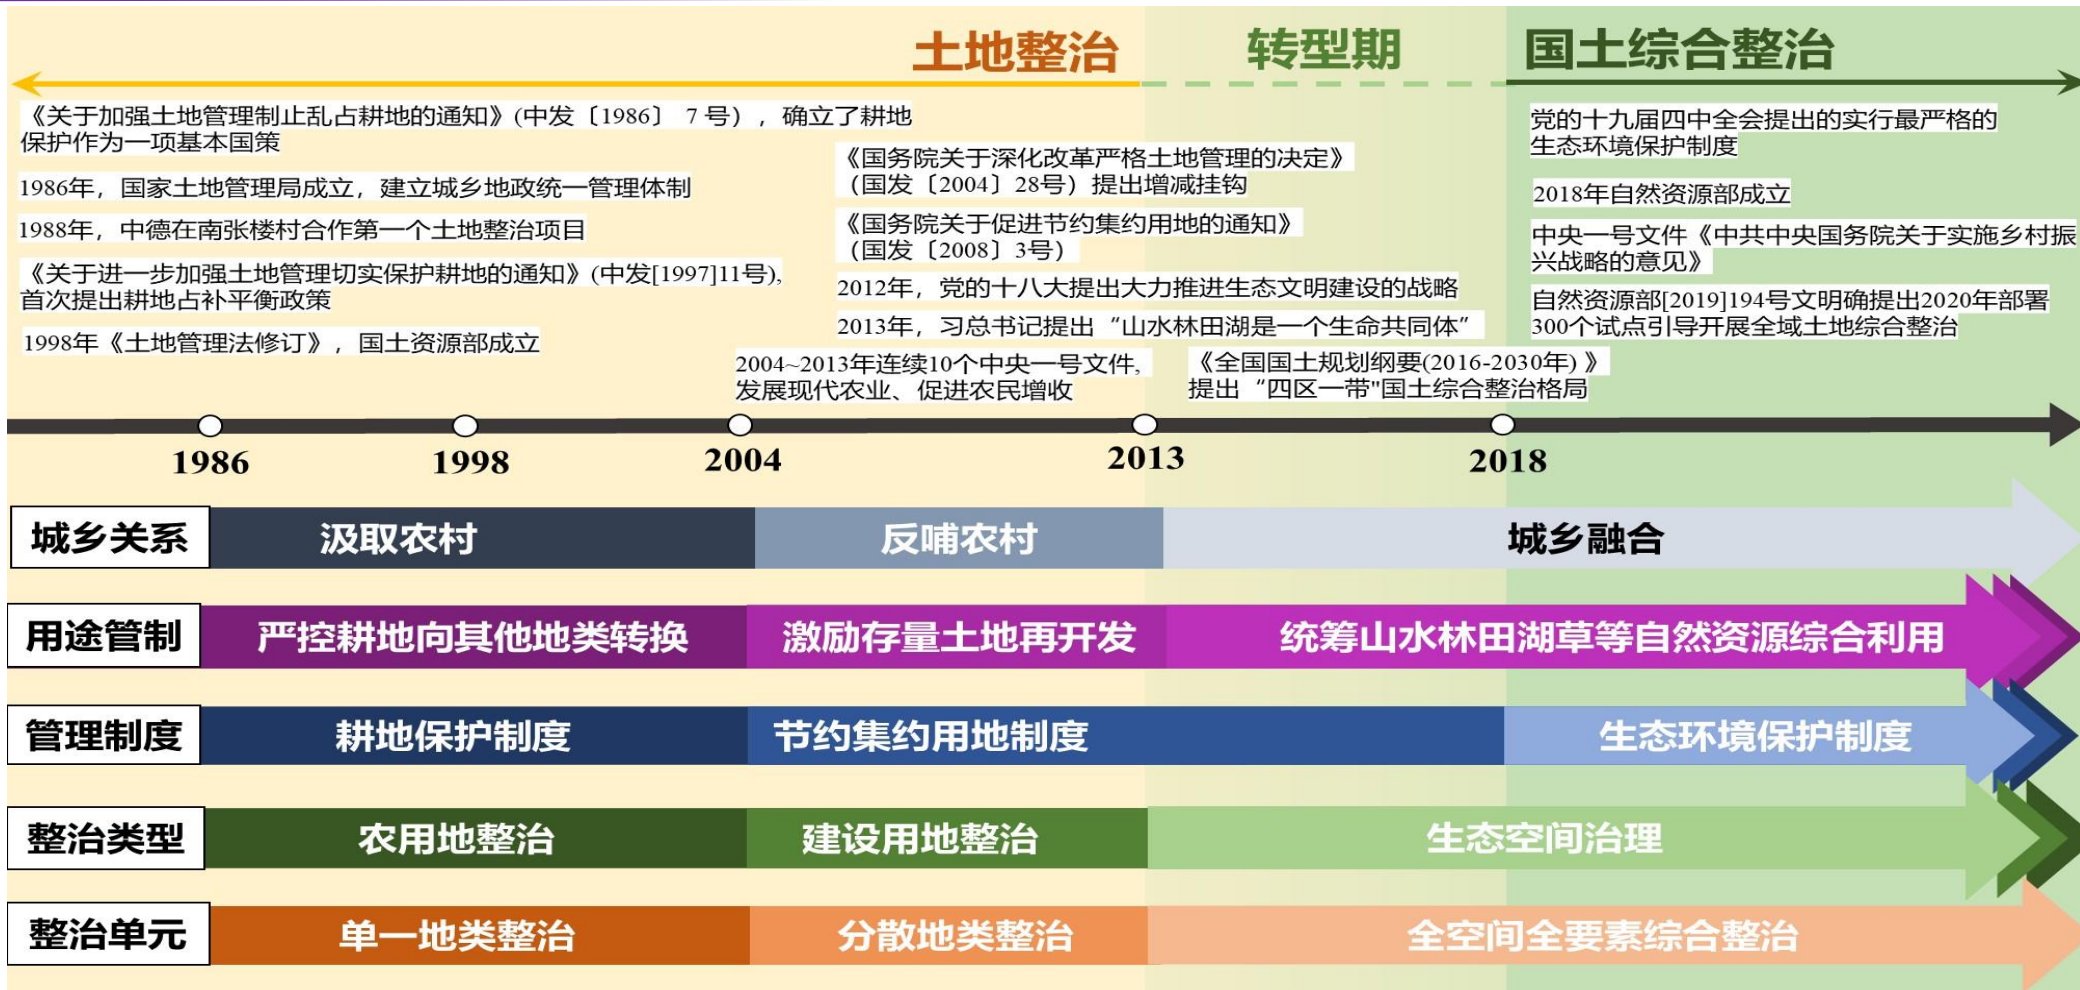 土地整治
转型期
国土综合整治
《关于加强土地管理制止乱占耕地的通知》(中发〔1986〕 7 号），确立了耕地
保护作为一项基本国策
1986年，国家土地管理局成立，建立城乡地政统一管理体制
1988年，中德在南张楼村合作第一个土地整治项目
《关于进一步加强土地管理切实保护耕地的通知》(中发[1997]11号),
首次提出耕地占补平衡政策
1998年《土地管理法修订》，国土资源部成立
《国务院关于深化改革严格土地管理的决定》
（国发〔2004〕28号）提出增减挂钩
《国务院关于促进节约集约用地的通知》
（国发〔2008〕3号）
2012年，党的十八大提出大力推进生态文明建设的战略
2013年，习总书记提出“山水林田湖是一个生命共同体”
2004~2013年连续10个中央一号文件,
发展现代农业、促进农民增收
《全国国土规划纲要(2016-2030年) 》
提出“四区一带"国土综合整治格局
党的十九届四中全会提出的实行最严格的
生态环境保护制度
2018年自然资源部成立
中央一号文件《中共中央国务院关于实施乡村振
兴战略的意见》
自然资源部[2019]194号文明确提出2020年部署
300个试点引导开展全域土地综合整治
1986
1998
2004
2013
2018
城乡关系
汲取农村
反哺农村
城乡融合
用途管制
严控耕地向其他地类转换
激励存量土地再开发
统筹山水林田湖草等自然资源综合利用
管理制度
耕地保护制度
节约集约用地制度
生态环境保护制度
整治类型
农用地整治
建设用地整治
生态空间治理
整治单元
单一地类整治
分散地类整治
全空间全要素综合整治